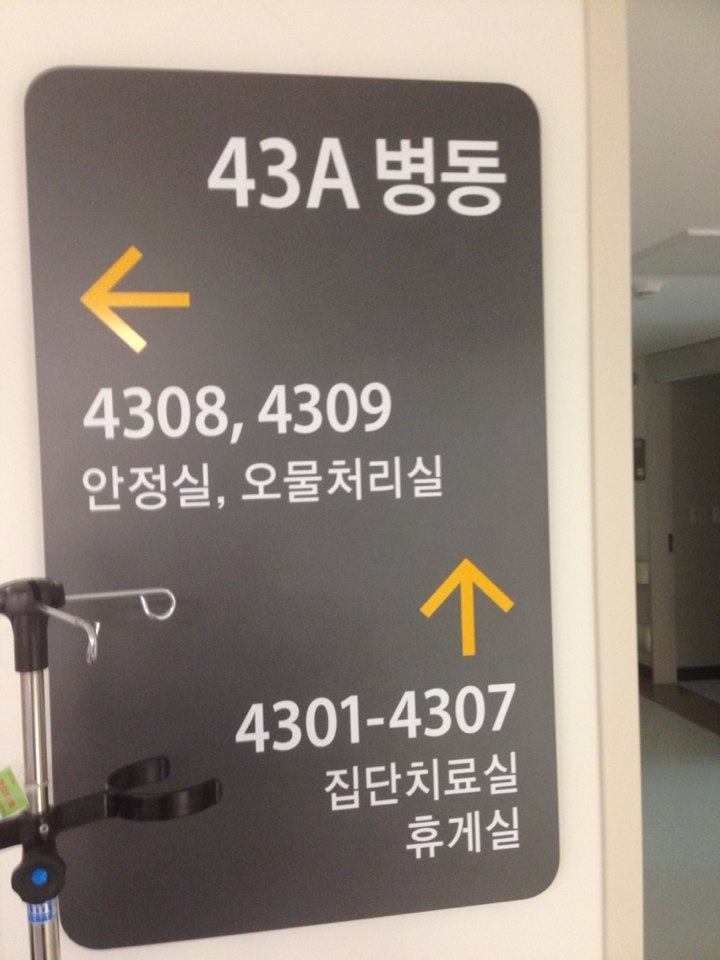 43A 병동
4308, 4309
안정실, 오물처리실
4301-4307
집단치료실
휴게실